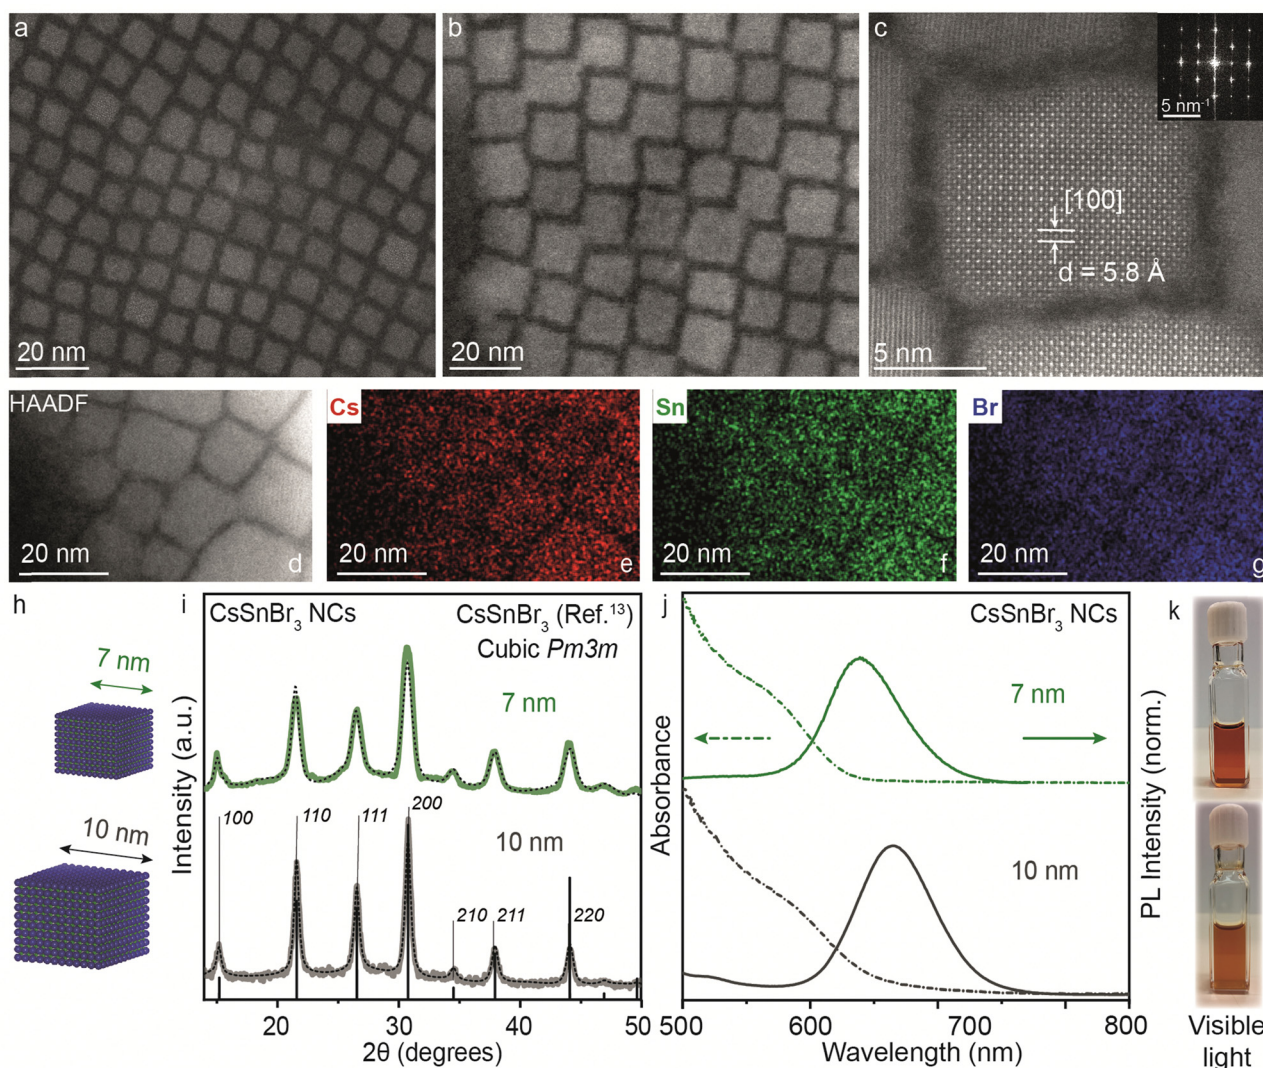 a
20 nm
b
20 nm
c
5 nm⁻¹
[100]
d = 5.8 Å
5 nm
HAADF
20 nm
d
Cs
20 nm
e
Sn
20 nm
f
Br
20 nm
g
h
7 nm
10 nm
i
CsSnBr₃ NCs
CsSnBr₃ (Ref.¹³)
Cubic Pm3m
7 nm
10 nm
100
110
111
200
210
211
220
Intensity (a.u.)
20
30
40
50
2θ (degrees)
j
CsSnBr₃ NCs
7 nm
10 nm
Absorbance
PL Intensity (norm.)
500
600
700
800
Wavelength (nm)
k
Visible
light